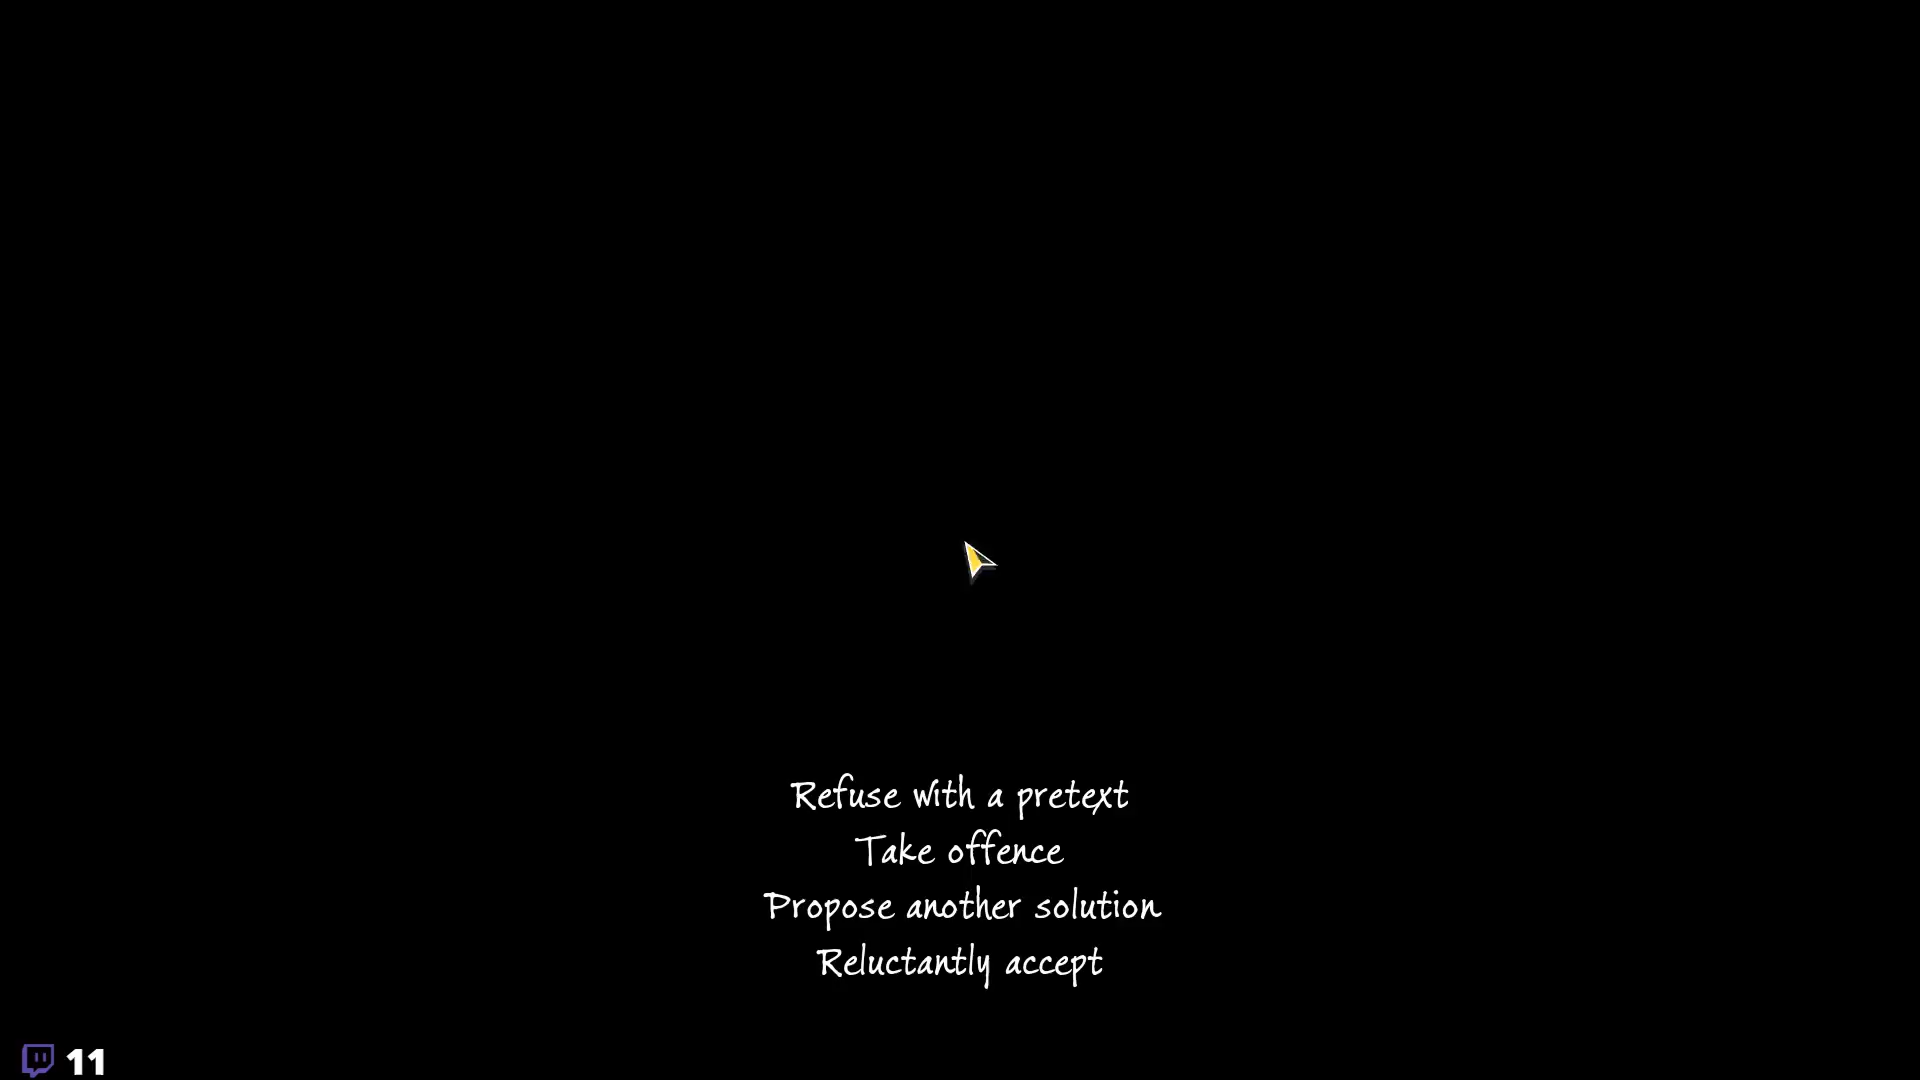 Refuse with a pretext
Take offence
Propose another solution
Reluctantly accept
11